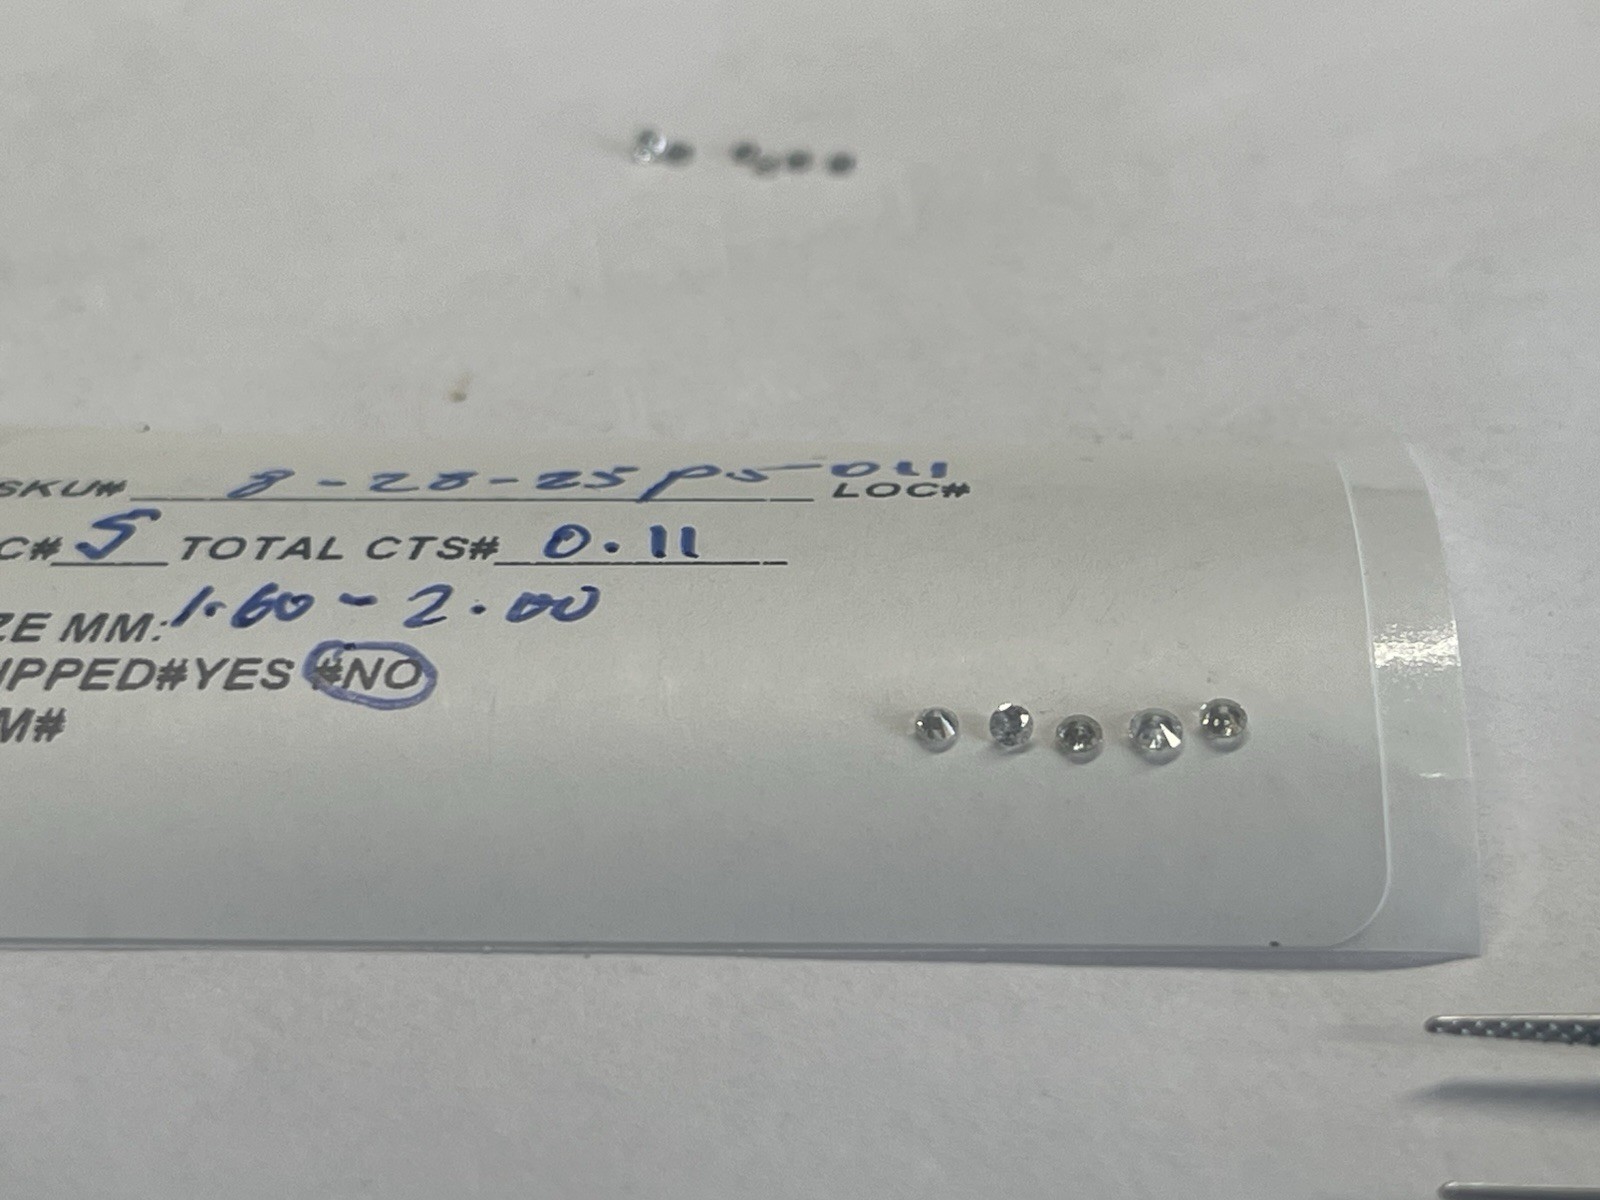 SKU# 8-28-25 p5-011 LOC#
C# 5 TOTAL CTS# 0.11
ZE MM: 1.60 - 2.00
IPPED#YES #NO
M#